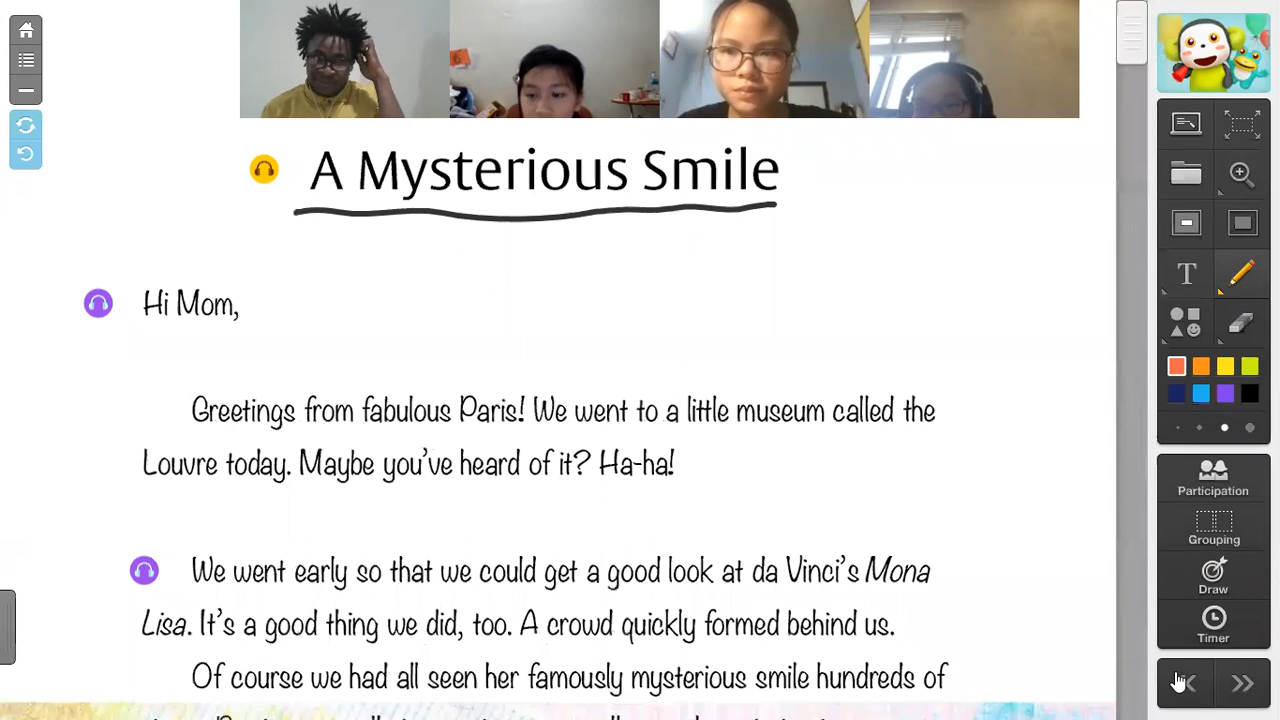 A Mysterious Smile
Hi Mom,
Greetings from fabulous Paris! We went to a little museum called the
Louvre today. Maybe you've heard of it? Ha-ha!
We went early so that we could get a good look at da Vinci's Mona
Lisa. It's a good thing we did, too. A crowd quickly formed behind us.
Of course we had all seen her famously mysterious smile hundreds of
T
Participation
Grouping
Draw
Timer